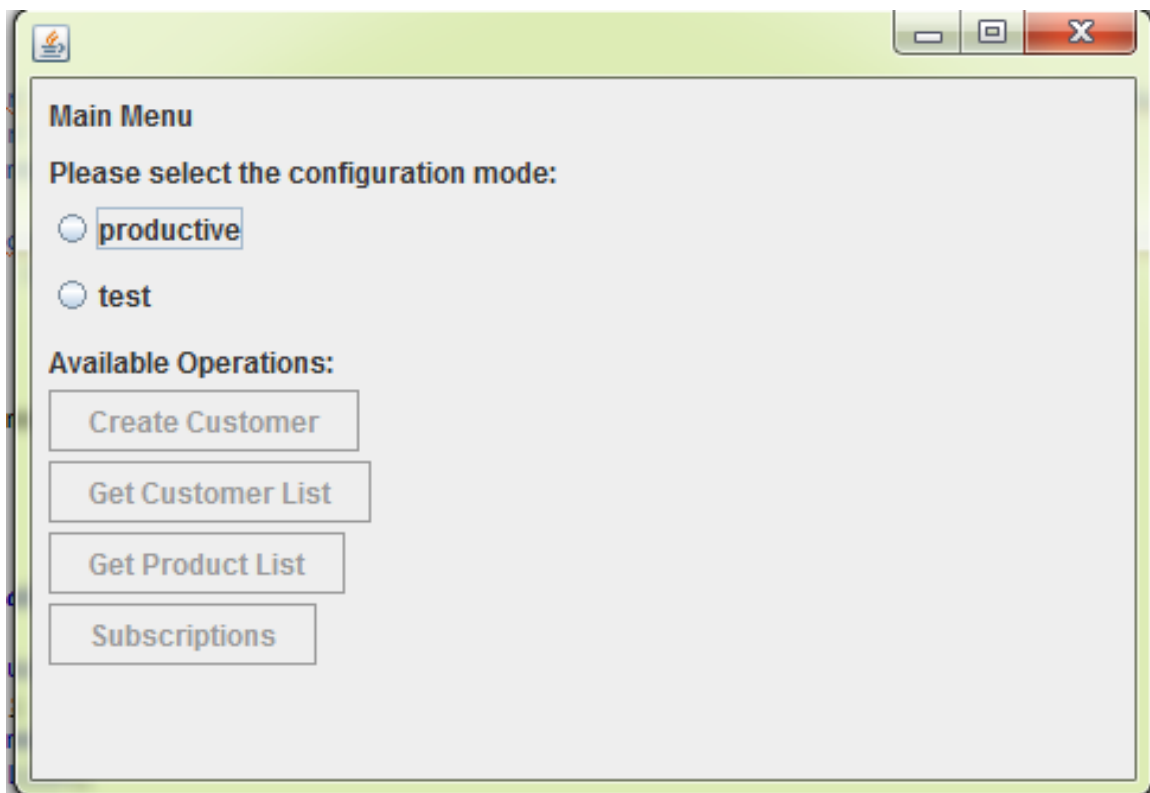 Main Menu
Please select the configuration mode:
productive
test
Available Operations:
Create Customer
Get Customer List
Get Product List
Subscriptions